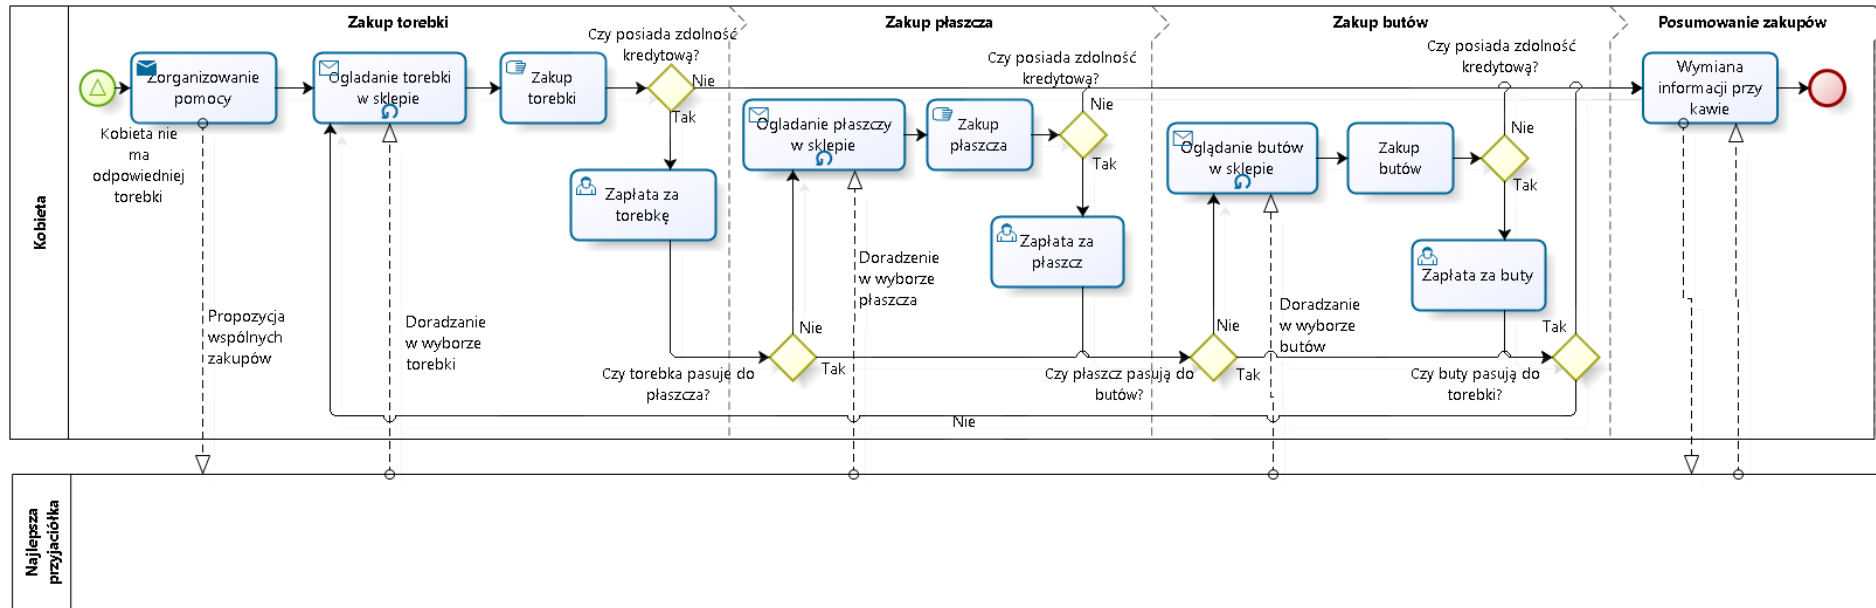 Zakup torebki
Zakup płaszcza
Zakup butów
Posumowanie zakupów
Kobieta
Zorganizowanie
pomocy
Kobieta nie
ma
odpowiedniej
torebki
Ogladanie torebki
w sklepie
Zakup
torebki
Czy posiada zdolność
kredytową?
Nie
Tak
Zapłata za
torebkę
Propozycja
wspólnych
zakupów
Doradzanie
w wyborze
torebki
Czy torebka pasuje do
płaszcza?
Nie
Tak
Ogladanie płaszczy
w sklepie
Zakup
płaszcza
Czy posiada zdolność
kredytową?
Nie
Tak
Zapłata za
płaszcz
Doradzenie
w wyborze
płaszcza
Czy płaszcz pasują do
butów?
Nie
Tak
Oglądanie butów
w sklepie
Zakup
butów
Czy posiada zdolność
kredytową?
Nie
Tak
Zapłata za buty
Doradzanie
w wyborze
butów
Czy buty pasują do
torebki?
Tak
Nie
Wymiana
informacji przy
kawie
Najlepsza
przyjaciółka